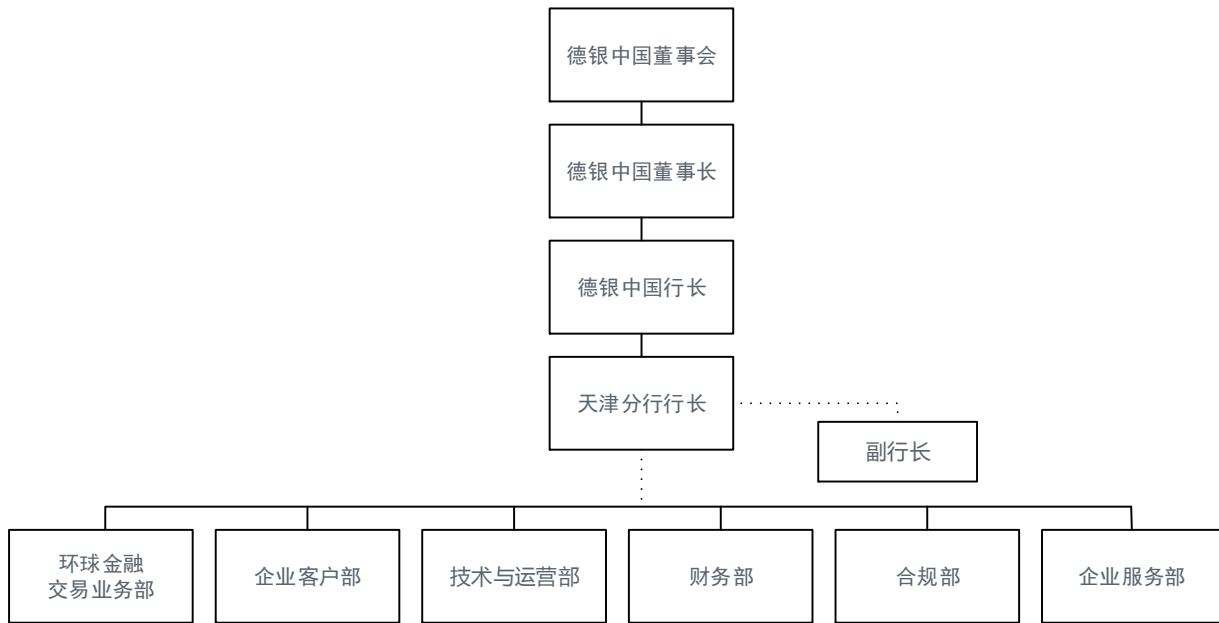 德银中国董事会
德银中国董事长
德银中国行长
天津分行行长
副行长
环球金融
交易业务部
企业客户部
技术与运营部
财务部
合规部
企业服务部